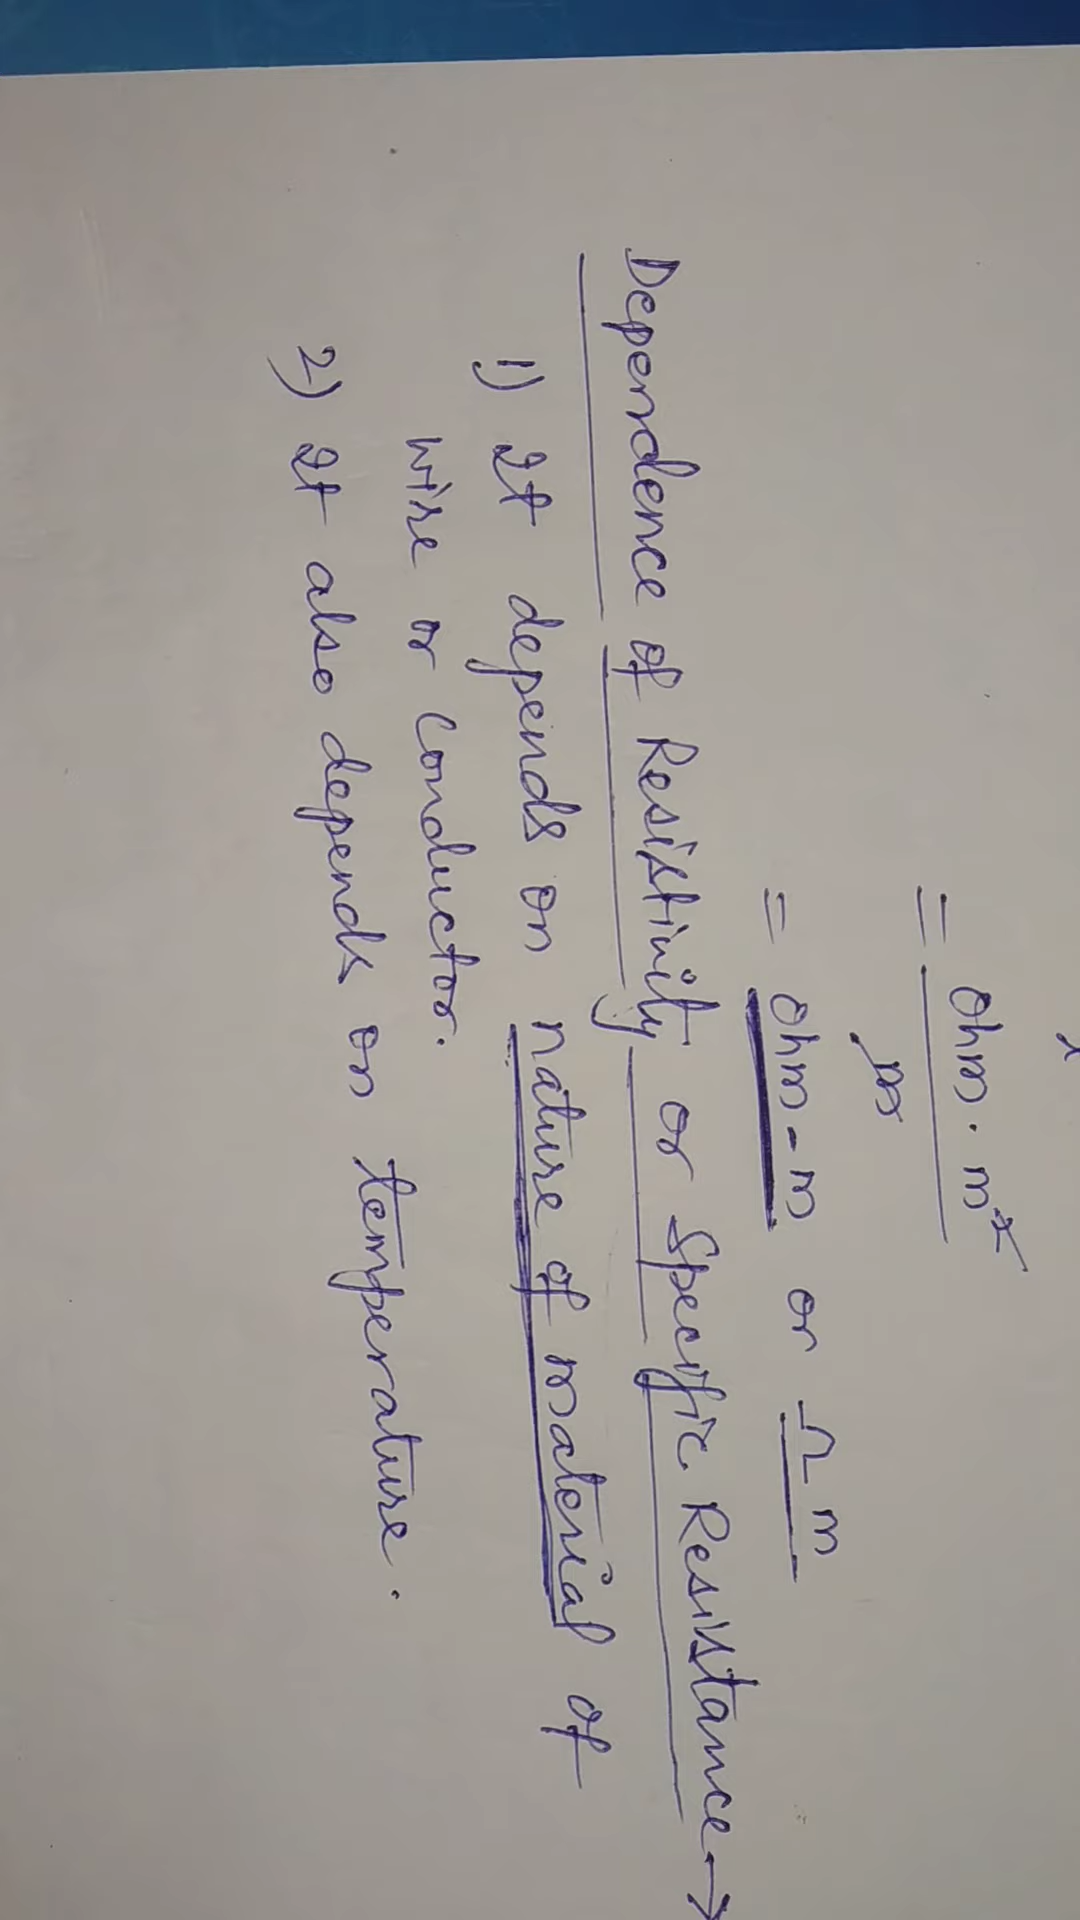 = ohm . m²
m
= ohm - m or Ω m
Dependence of Resistivity or Specific Resistance →
1) It depends on nature of material of
wire or conductor.
2) It also depends on temperature.